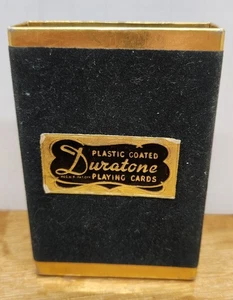 PLASTIC COATED
Duratone
PLAYING CARDS